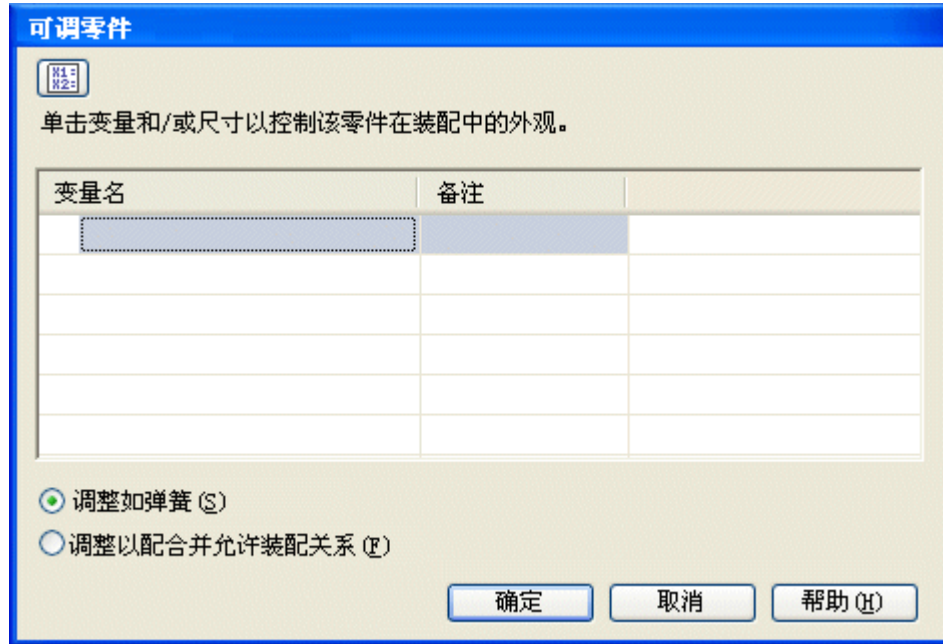 可调零件
X1=
X2=
单击变量和/或尺寸以控制该零件在装配中的外观。
变量名 备注
调整如弹簧(S)
调整以配合并允许装配关系(F)
确定 取消 帮助(H)